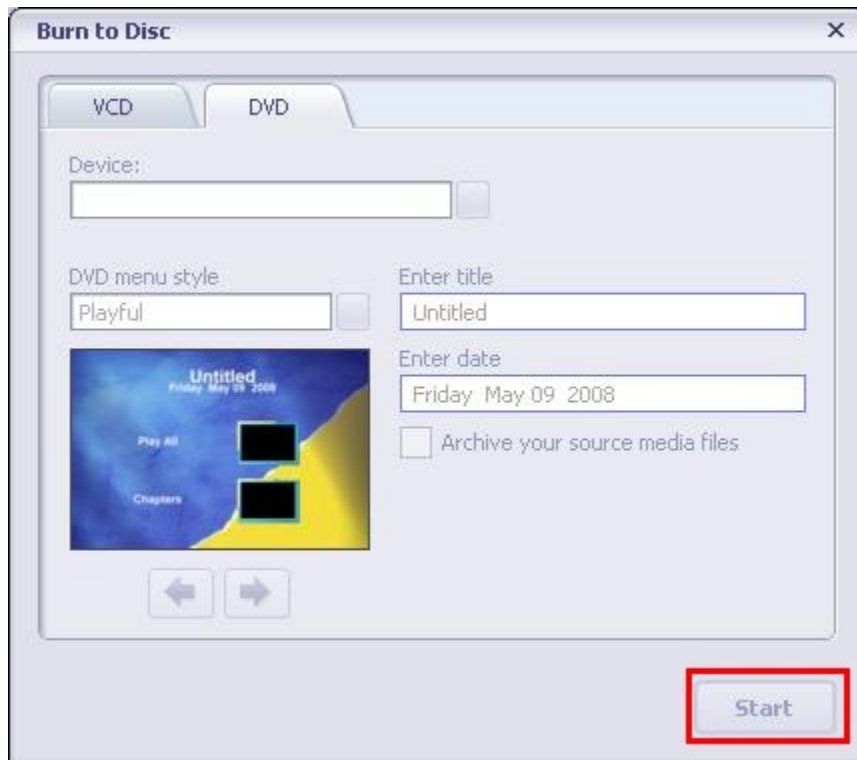 Burn to Disc
VCD
DVD
Device:
DVD menu style
Playful
Enter title
Untitled
Enter date
Friday May 09 2008
Archive your source media files
Untitled
Friday May 09 2008
Play All
Chapters
Start